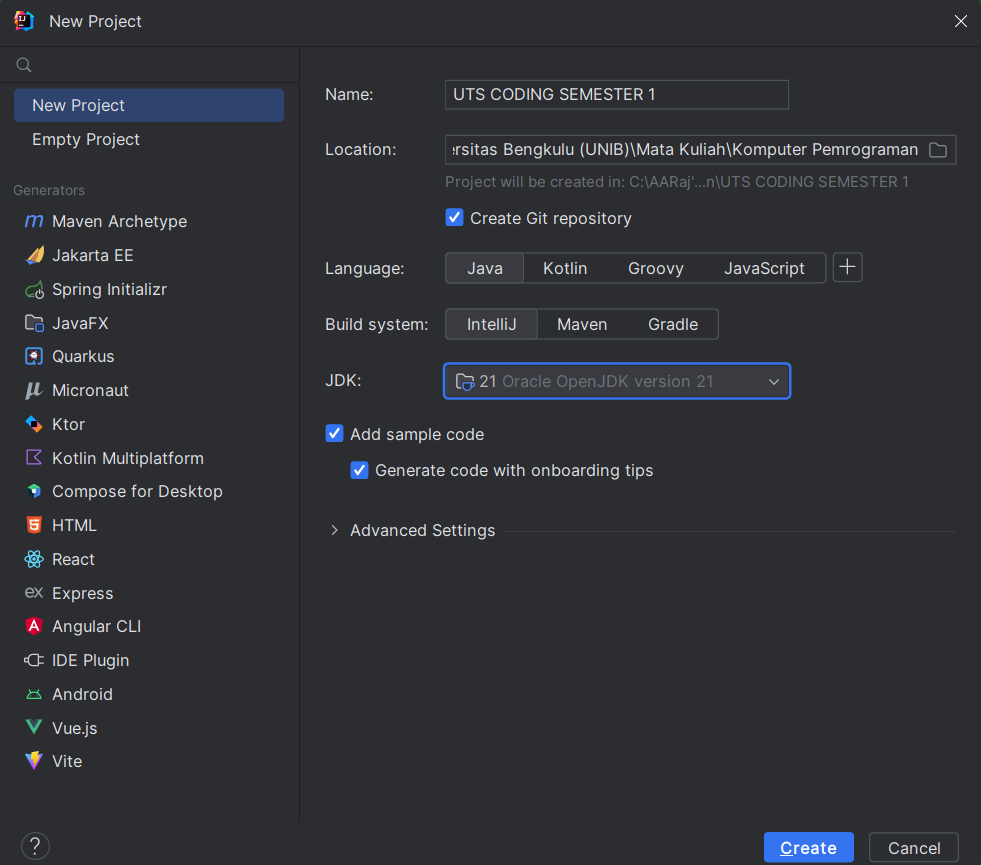 New Project
New Project
Empty Project
Generators
Maven Archetype
Jakarta EE
Spring Initializr
JavaFX
Quarkus
Micronaut
Ktor
Kotlin Multiplatform
Compose for Desktop
HTML
React
Express
Angular CLI
IDE Plugin
Android
Vue.js
Vite
?
Name: UTS CODING SEMESTER 1
Location: ersitas Bengkulu (UNIB)\Mata Kuliah\Komputer Pemrograman
Project will be created in: C:\AARaj'...n\UTS CODING SEMESTER 1
Create Git repository
Language: Java Kotlin Groovy JavaScript +
Build system: IntelliJ Maven Gradle
JDK: 21 Oracle OpenJDK version 21
Add sample code
Generate code with onboarding tips
Advanced Settings
Create Cancel